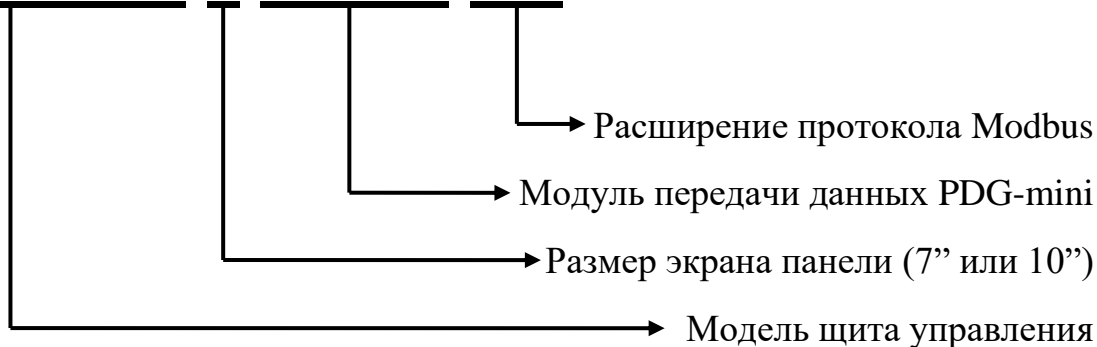 Расширение протокола Modbus
Модуль передачи данных PDG-mini
Размер экрана панели (7” или 10”)
Модель щита управления